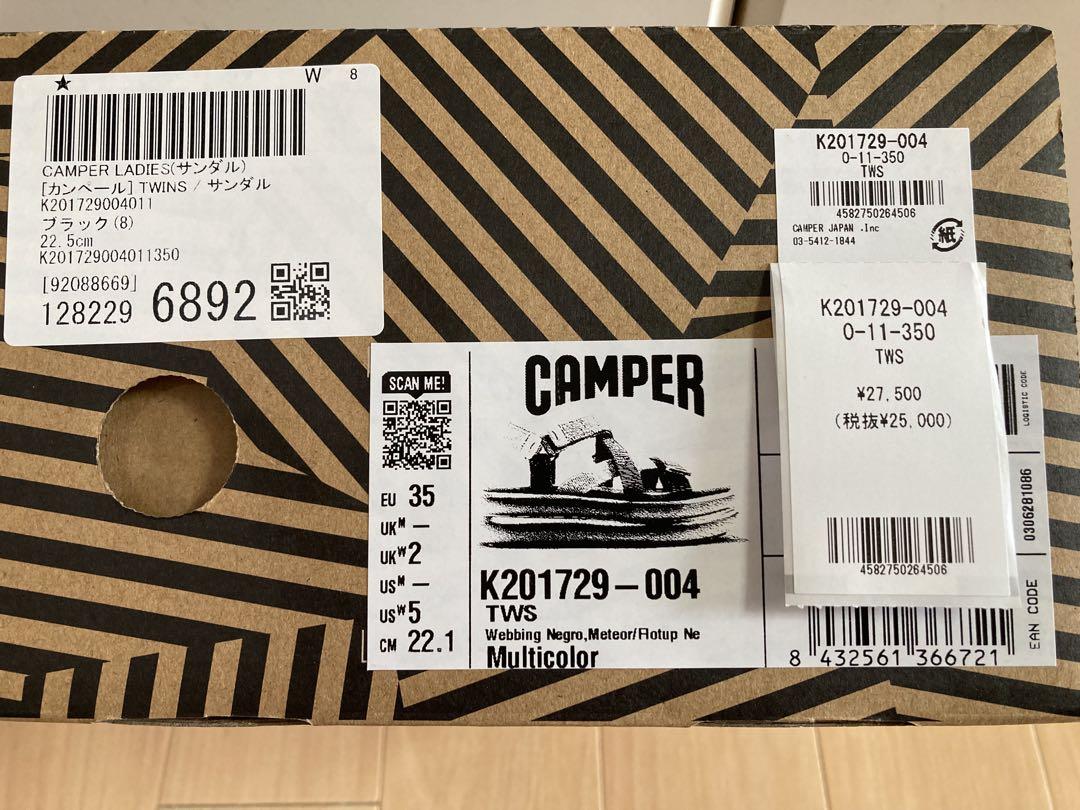 ★ W 8
CAMPER LADIES(サンダル)
[カンペール] TWINS / サンダル
K201729004011
ブラック(8)
22.5cm
K201729004011350
[92088669]
128229 6892
K201729-004
0-11-350
TWS
4582750264506
CAMPER JAPAN .Inc
03-5412-1844
紙
K201729-004
0-11-350
TWS
¥27,500
(税抜¥25,000)
4582750264506
SCAN ME!
EU 35
UKM —
UKW 2
USM —
USW 5
CM 22.1
CAMPER
K201729-004
TWS
Webbing Negro,Meteor/Flotup Ne
Multicolor
LOGISTIC CODE
0306281086
EAN CODE
8 432561 366721